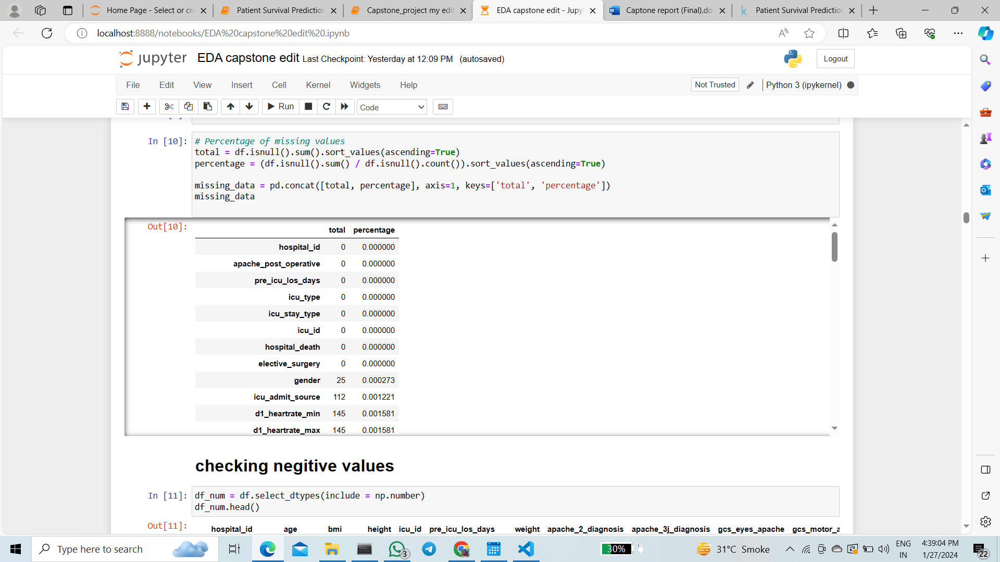 Home Page - Select or cre
Patient Survival Prediction
Capstone_project my edit
EDA capstone edit - Jupy
Captone report (Final).do
Patient Survival Prediction
localhost:8888/notebooks/EDA%20capstone%20edit%20.ipynb
jupyter EDA capstone edit Last Checkpoint: Yesterday at 12:09 PM (autosaved)
Logout
File Edit View Insert Cell Kernel Widgets Help
Not Trusted
Python 3 (ipykernel)
Run
Code
In [10]:
# Percentage of missing values
total = df.isnull().sum().sort_values(ascending=True)
percentage = (df.isnull().sum() / df.isnull().count()).sort_values(ascending=True)
missing_data = pd.concat([total, percentage], axis=1, keys=['total', 'percentage'])
missing_data
Out[10]:
total percentage
hospital_id 0 0.000000
apache_post_operative 0 0.000000
pre_icu_los_days 0 0.000000
icu_type 0 0.000000
icu_stay_type 0 0.000000
icu_id 0 0.000000
hospital_death 0 0.000000
elective_surgery 0 0.000000
gender 25 0.000273
icu_admit_source 112 0.001221
d1_heartrate_min 145 0.001581
d1_heartrate_max 145 0.001581
checking negitive values
In [11]:
df_num = df.select_dtypes(include = np.number)
df_num.head()
Out[11]:
hospital_id age bmi height icu_id pre_icu_los_days weight apache_2_diagnosis apache_3j_diagnosis gcs_eyes_apache gcs_motor_a
Type here to search
3
30%
31°C Smoke
ENG
IN
4:39:04 PM
1/27/2024
22